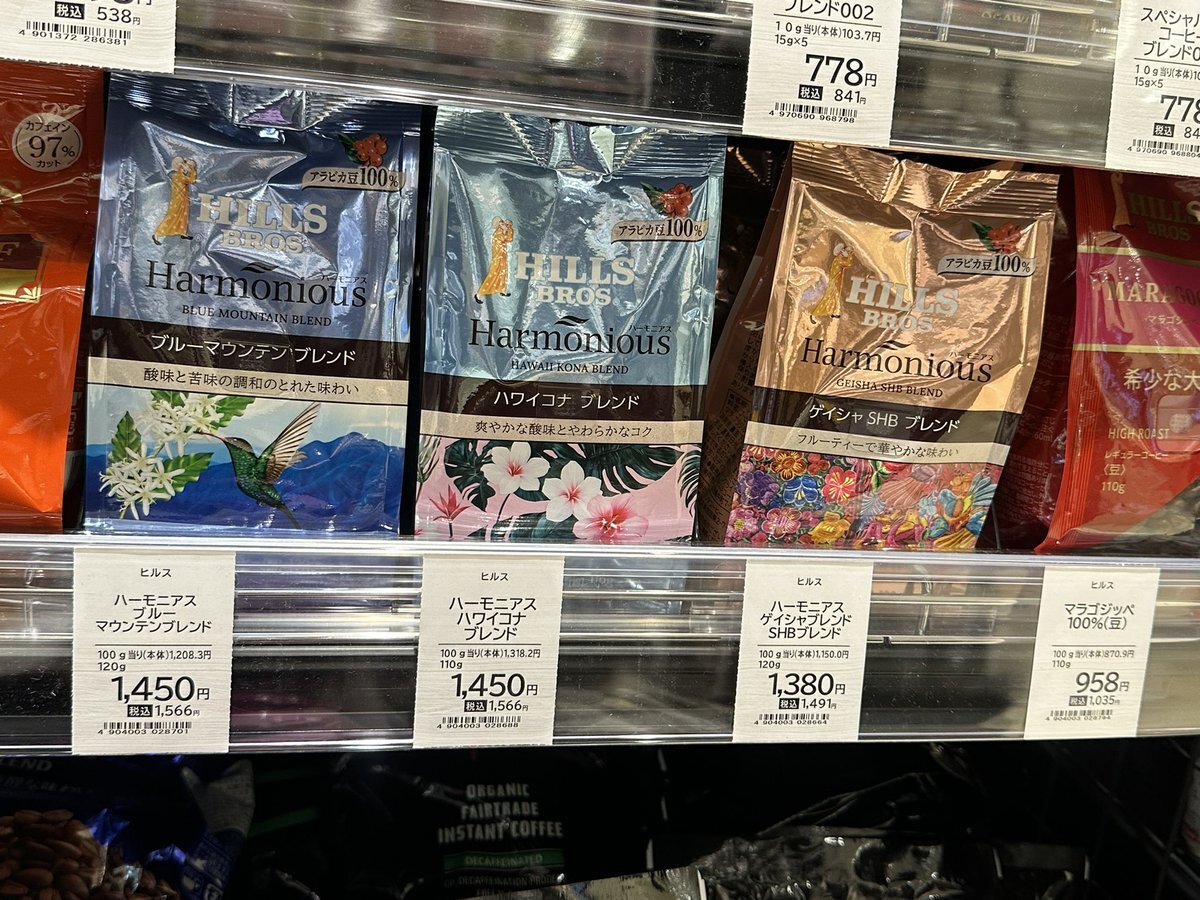 税込 538円
4 901372 286381
ブレンド002
10g当り(本体)103.7円
15g×5
778円
税込 841円
4 970690 968798
スペシャル
コーヒ
ブレンド0
15g×5
778
税込 84
カフェイン
97%
カット
アラビカ豆100%
HILLS
BROS
ハーモニアス
Harmonious
BLUE MOUNTAIN BLEND
ブルーマウンテン ブレンド
酸味と苦味の調和のとれた味わい
アラビカ豆100%
HILLS
BROS
ハーモニアス
Harmonious
HAWAII KONA BLEND
ハワイコナ ブレンド
爽やかな酸味とやわらかなコク
アラビカ豆100%
HILLS
BROS
ハーモニアス
Harmonious
GEISHA SHB BLEND
ゲイシャ SHB ブレンド
フルーティーで華やかな味わい
HILLS
BROS
MARAGO
マラゴジ
希少な大
HIGH ROAST
レギュラーコーヒー
(豆)
110g
ヒルス
ハーモニアス
ブルー
マウンテンブレンド
100g当り(本体)1,208.3円
120g
1,450円
税込 1,566円
4 904003 028701
ヒルス
ハーモニアス
ハワイコナ
ブレンド
100g当り(本体)1,318.2円
110g
1,450円
税込 1,566円
4 904003 028688
ヒルス
ハーモニアス
ゲイシャブレンド
SHBブレンド
100g当り(本体)1,150.0円
120g
1,380円
税込 1,491円
4 904003 028664
ヒルス
マラゴジッペ
100%(豆)
100g当り(本体)870.9円
110g
958円
税込 1,035円
4 904003 028794
ORGANIC
FAIRTRADE
INSTANT COFFEE
DECAFFEINATED